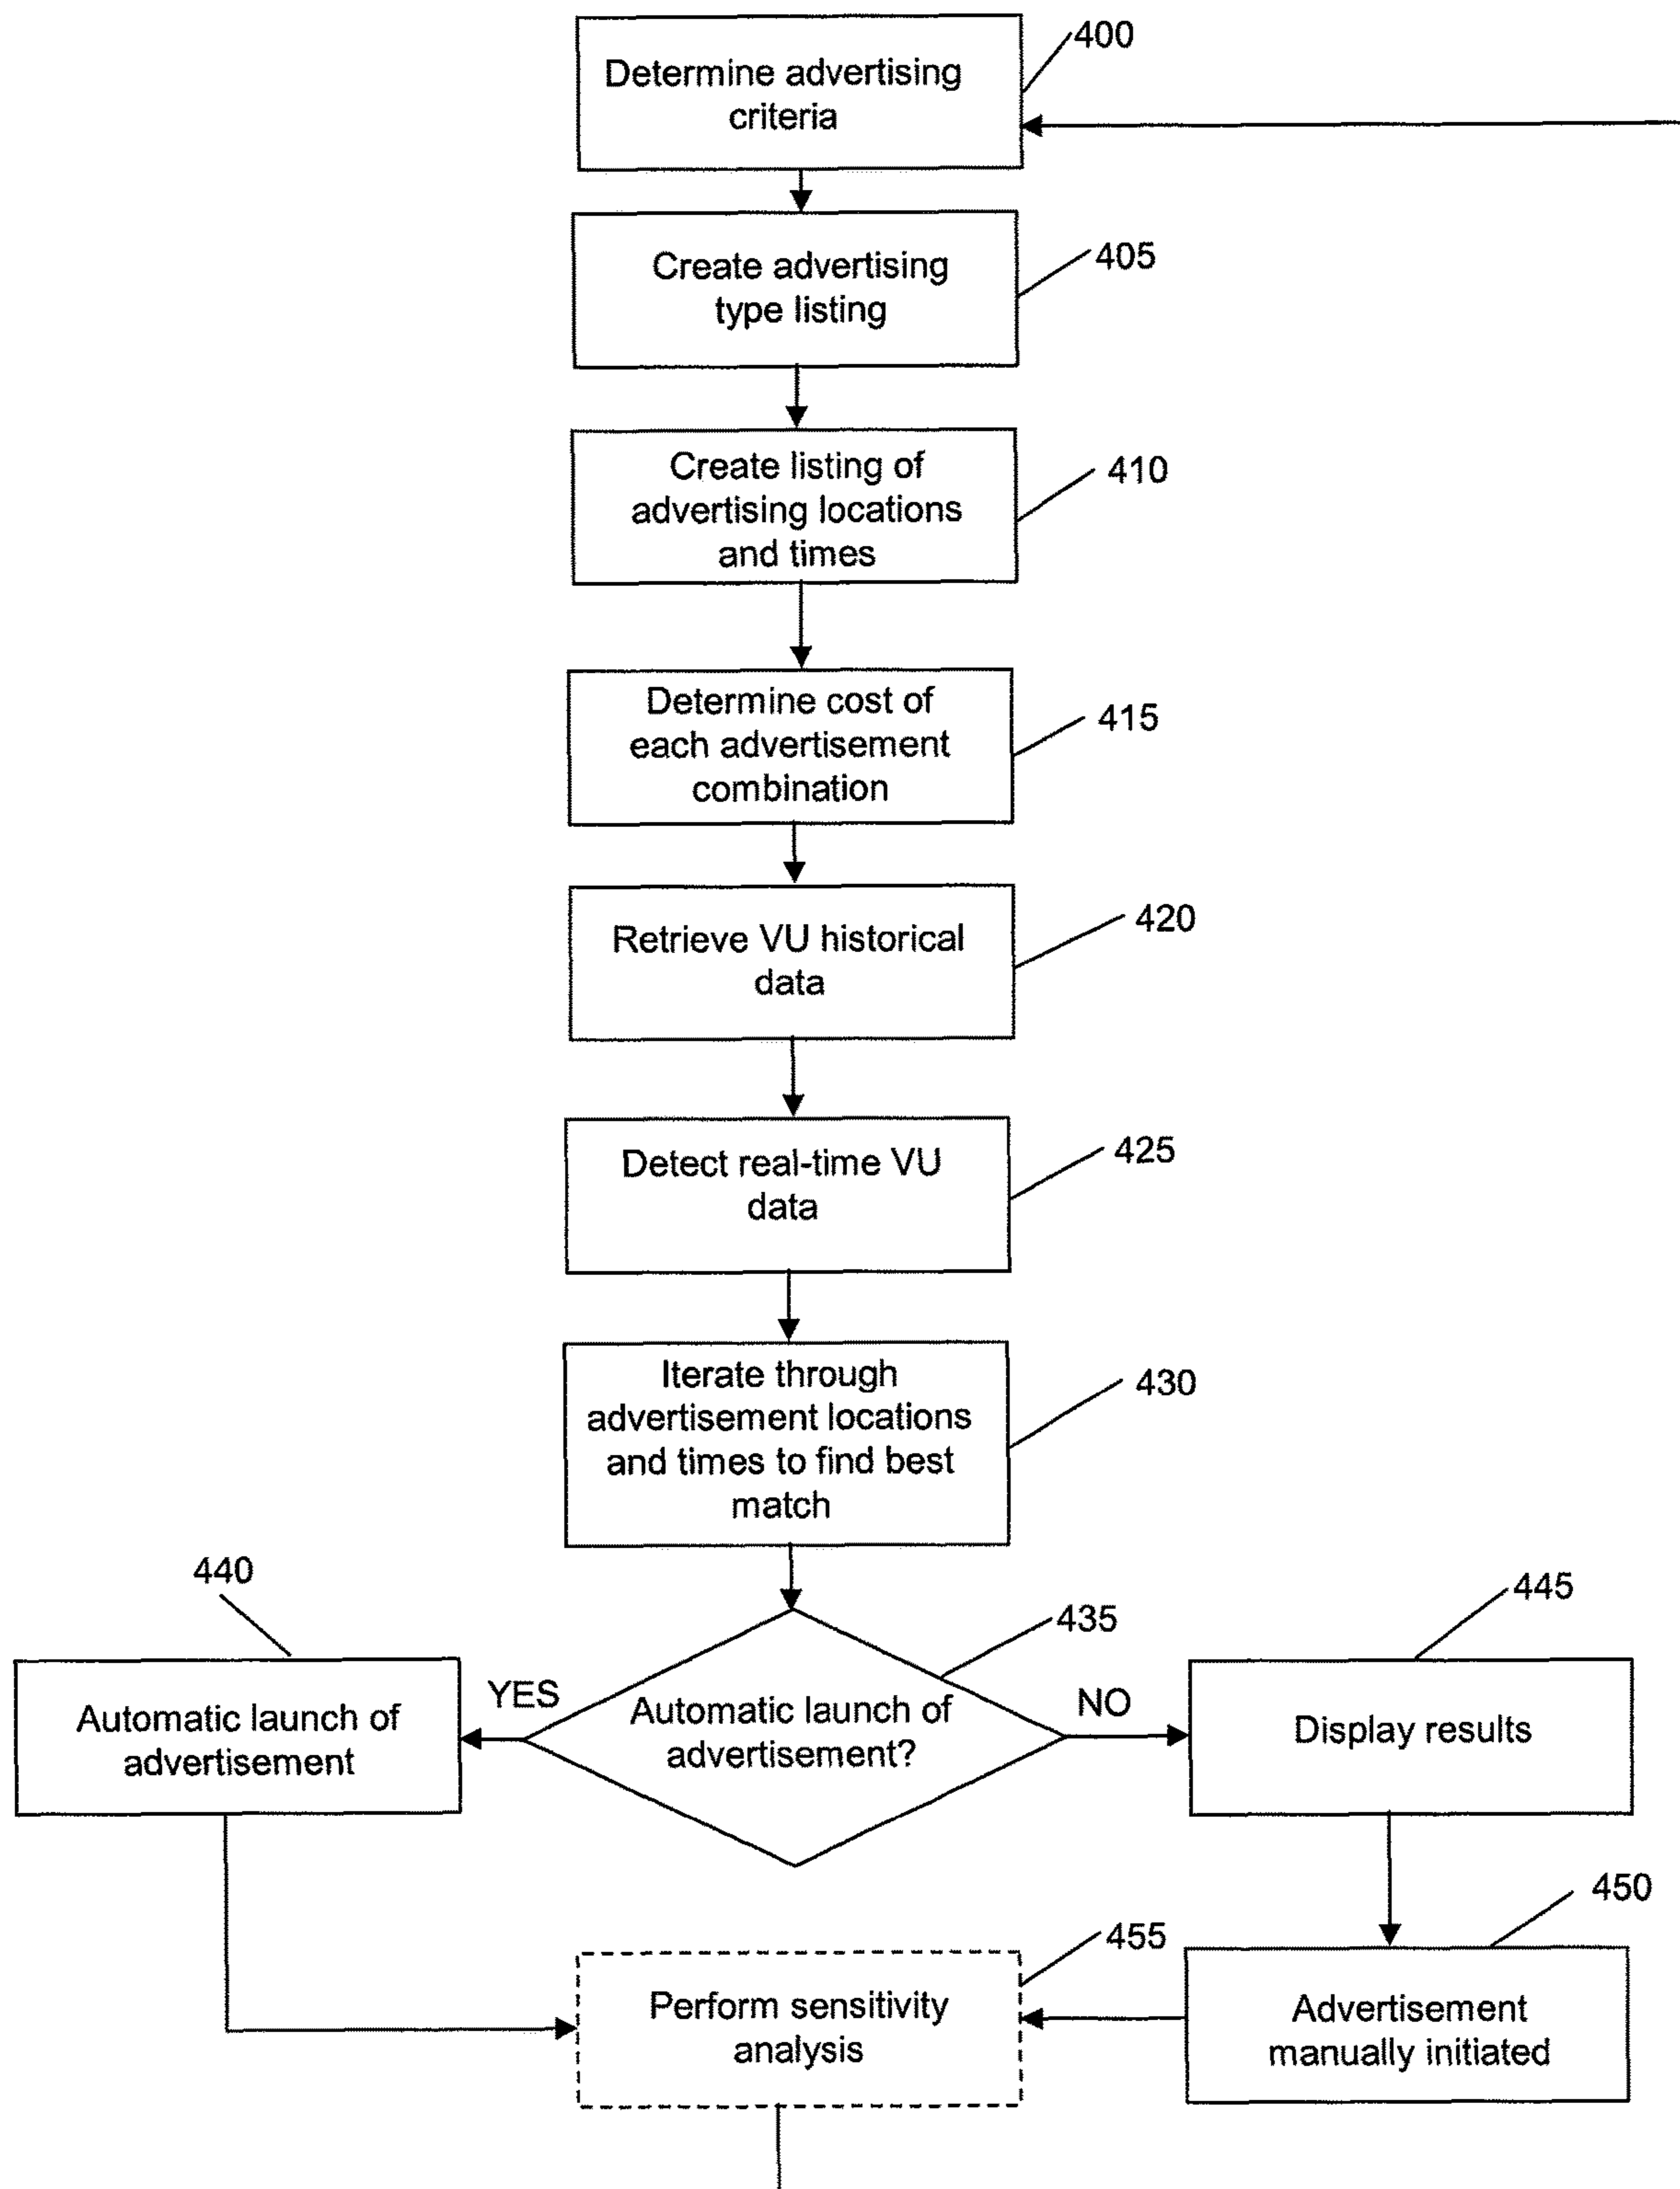 Determine advertising
criteria
400
Create advertising
type listing
405
Create listing of
advertising locations
and times
410
Determine cost of
each advertisement
combination
415
Retrieve VU historical
data
420
Detect real-time VU
data
425
Iterate through
advertisement locations
and times to find best
match
430
Automatic launch of
advertisement?
435
YES
NO
440
Automatic launch of
advertisement
445
Display results
450
Advertisement
manually initiated
455
Perform sensitivity
analysis